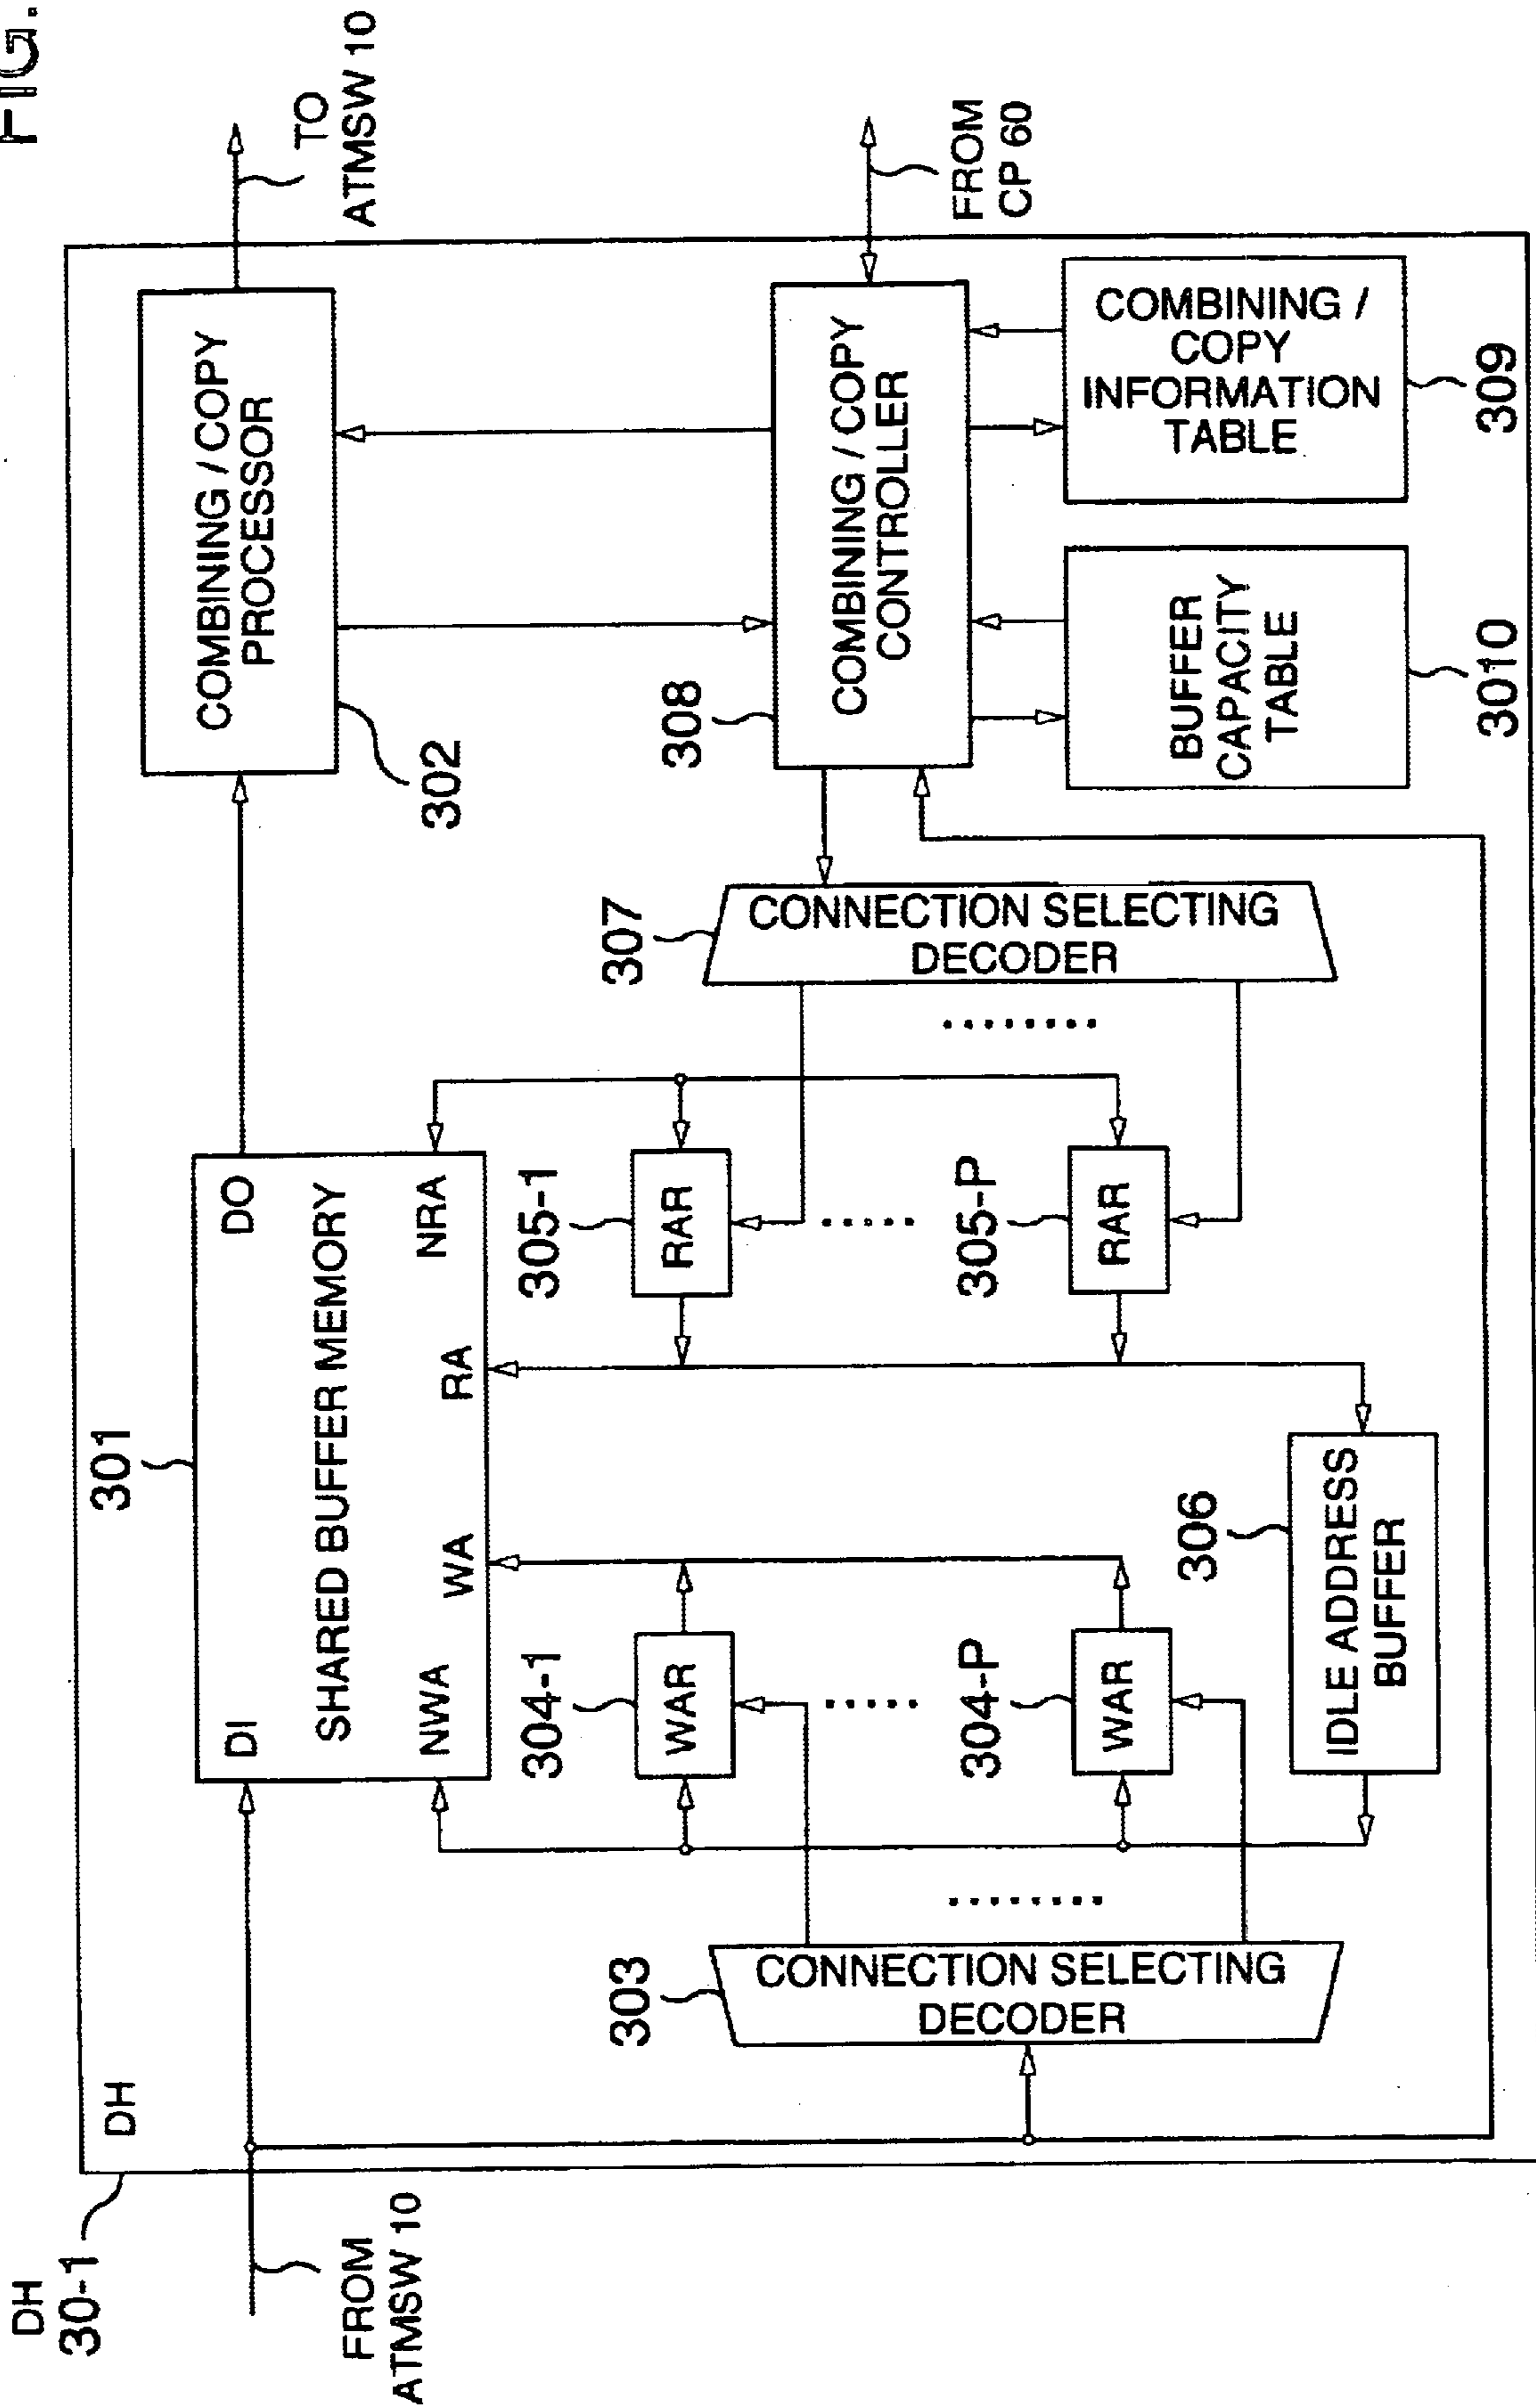 FIG.
DH
30-1
DH
FROM
ATMSW 10
TO
ATMSW 10
301
DI
DO
SHARED BUFFER MEMORY
NWA
WA
RA
NRA
COMBINING / COPY
PROCESSOR
302
303
CONNECTION SELECTING
DECODER
304-1
WAR
304-P
WAR
305-1
RAR
305-P
RAR
306
IDLE ADDRESS
BUFFER
307
CONNECTION SELECTING
DECODER
308
COMBINING / COPY
CONTROLLER
FROM
CP 60
BUFFER
CAPACITY
TABLE
3010
COMBINING /
COPY
INFORMATION
TABLE
309